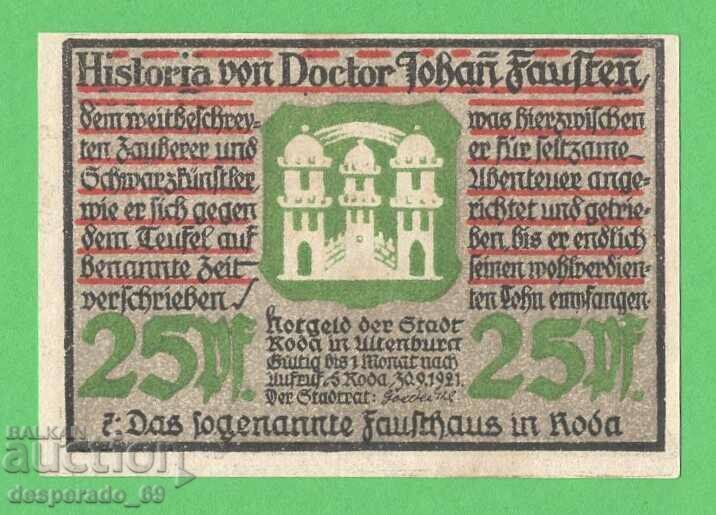 Historia von Doctor Johañ Fausten,
dem weitbeschrey-
ten Zauberer und
Schwarzkünstler,
wie er sich gegen
dem Teufel auf
benannte Zeit
verschrieben /
was hierzwischen
er für seltzame
Abenteuer ange-
richtet und getrie-
ben, bis er endlich
seinen wohlverdien-
ten Lohn empfangen.
25 Pf.
Notgeld der Stadt
Roda in Altenburg
Gültig bis 1 Monat nach
Aufruf. S. Roda, 30.9.1921.
Der Stadtrat:
25 Pf.
7: Das sogenannte Fausthaus in Roda
BALKAN
auction
desperado_69